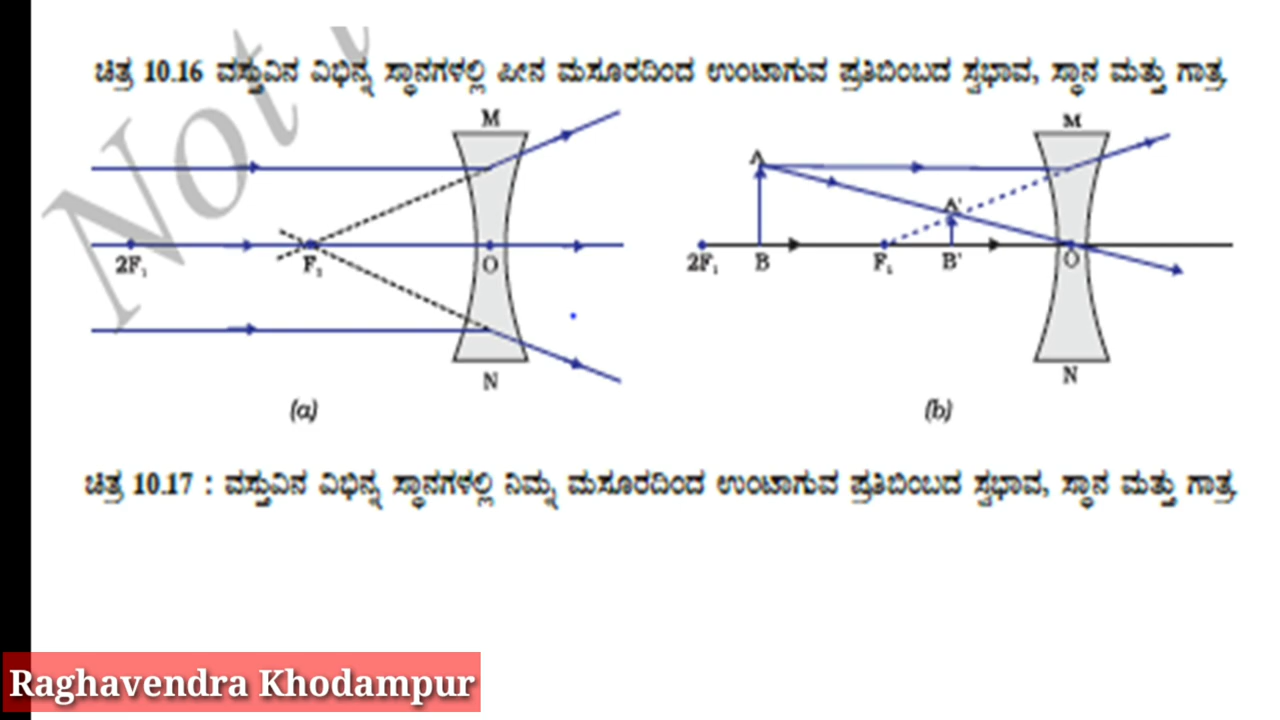 Not
ಚಿತ್ರ 10.16 ವಸ್ತುವಿನ ವಿಭಿನ್ನ ಸ್ಥಾನಗಳಲ್ಲಿ ಪೀನ ಮಸೂರದಿಂದ ಉಂಟಾಗುವ ಪ್ರತಿಬಿಂಬದ ಸ್ವಭಾವ, ಸ್ಥಾನ ಮತ್ತು ಗಾತ್ರ
M
2F₁ F₁ O
N
(a)
M
A
A'
2F₁ B F₁ B' O
N
(b)
ಚಿತ್ರ 10.17 : ವಸ್ತುವಿನ ವಿಭಿನ್ನ ಸ್ಥಾನಗಳಲ್ಲಿ ನಿಮ್ನ ಮಸೂರದಿಂದ ಉಂಟಾಗುವ ಪ್ರತಿಬಿಂಬದ ಸ್ವಭಾವ, ಸ್ಥಾನ ಮತ್ತು ಗಾತ್ರ
Raghavendra Khodampur